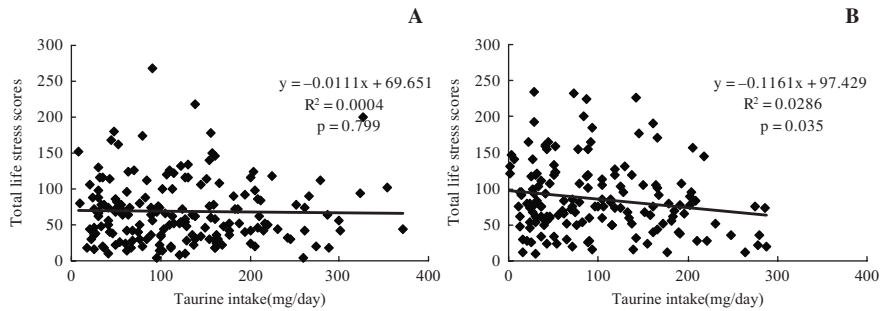 A
300
250
200
150
100
50
0
0
100
200
300
400
Total life stress scores
Taurine intake(mg/day)
y = –0.0111x + 69.651
R² = 0.0004
p = 0.799
B
300
250
200
150
100
50
0
0
100
200
300
400
Total life stress scores
Taurine intake(mg/day)
y = –0.1161x + 97.429
R² = 0.0286
p = 0.035